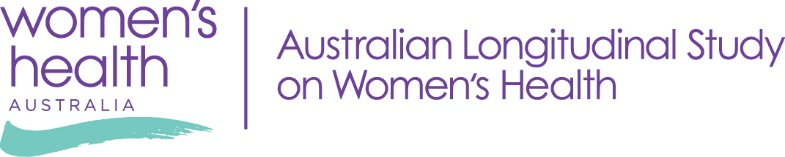 women's
health
AUSTRALIA
Australian Longitudinal Study
on Women's Health